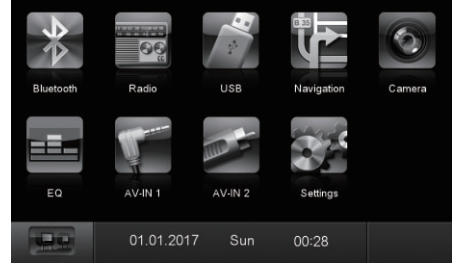 B 35
Bluetooth Radio USB Navigation Camera
EQ AV-IN 1 AV-IN 2 Settings
01.01.2017 Sun 00:28